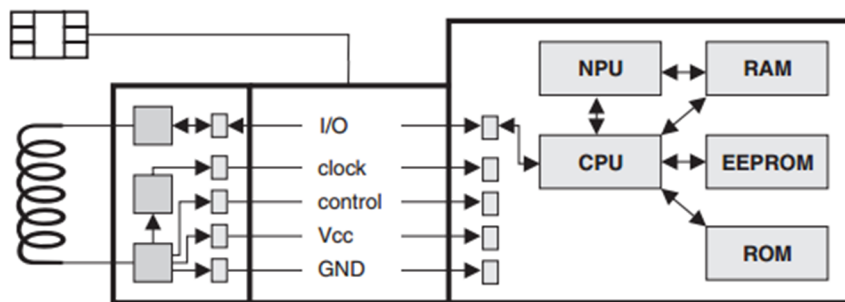 NPU
RAM
I/O
clock
CPU
EEPROM
control
Vcc
GND
ROM